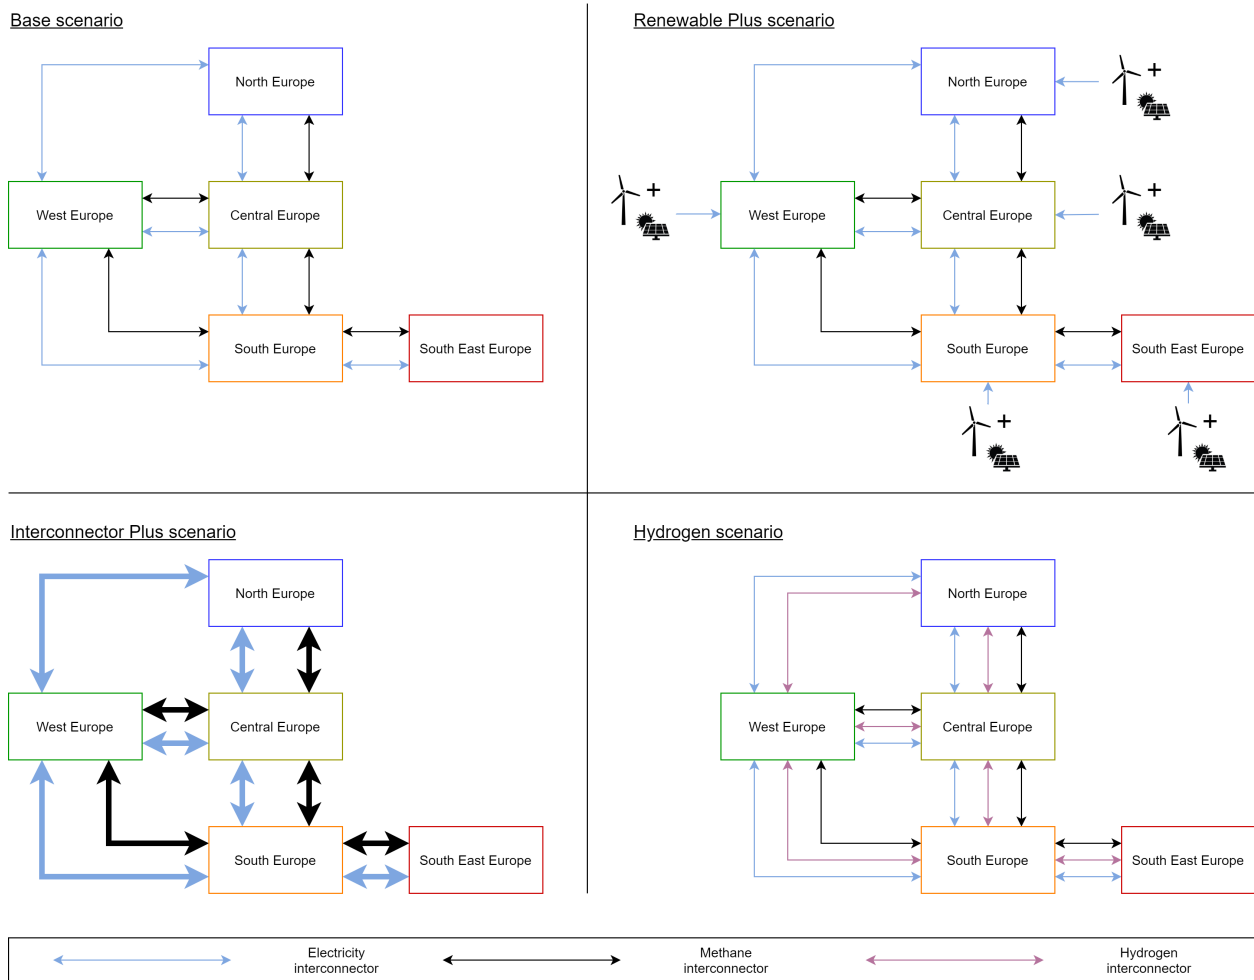 Base scenario
North Europe
West Europe
Central Europe
South Europe
South East Europe
Renewable Plus scenario
North Europe
+
+
West Europe
Central Europe
+
South Europe
South East Europe
+
+
Interconnector Plus scenario
North Europe
West Europe
Central Europe
South Europe
South East Europe
Hydrogen scenario
North Europe
West Europe
Central Europe
South Europe
South East Europe
Electricity
interconnector
Methane
interconnector
Hydrogen
interconnector